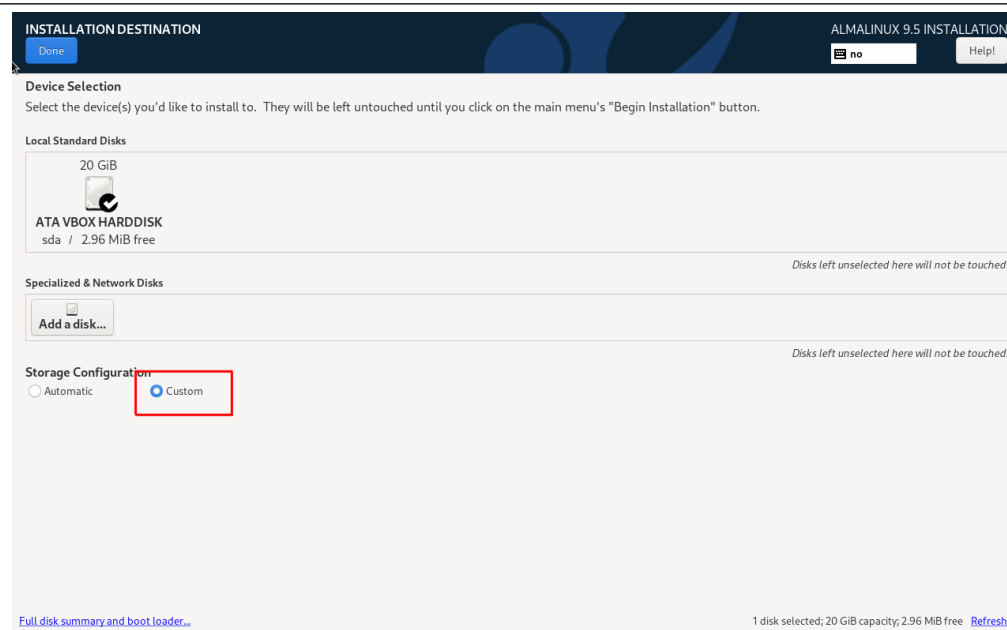 INSTALLATION DESTINATION
ALMALINUX 9.5 INSTALLATION
Done
no
Help!
Device Selection
Select the device(s) you'd like to install to. They will be left untouched until you click on the main menu's "Begin Installation" button.
Local Standard Disks
20 GiB
ATA VBOX HARDDISK
sda / 2.96 MiB free
Disks left unselected here will not be touched.
Specialized & Network Disks
Add a disk...
Disks left unselected here will not be touched.
Storage Configuration
Automatic
Custom
Full disk summary and boot loader...
1 disk selected; 20 GiB capacity; 2.96 MiB free Refresh